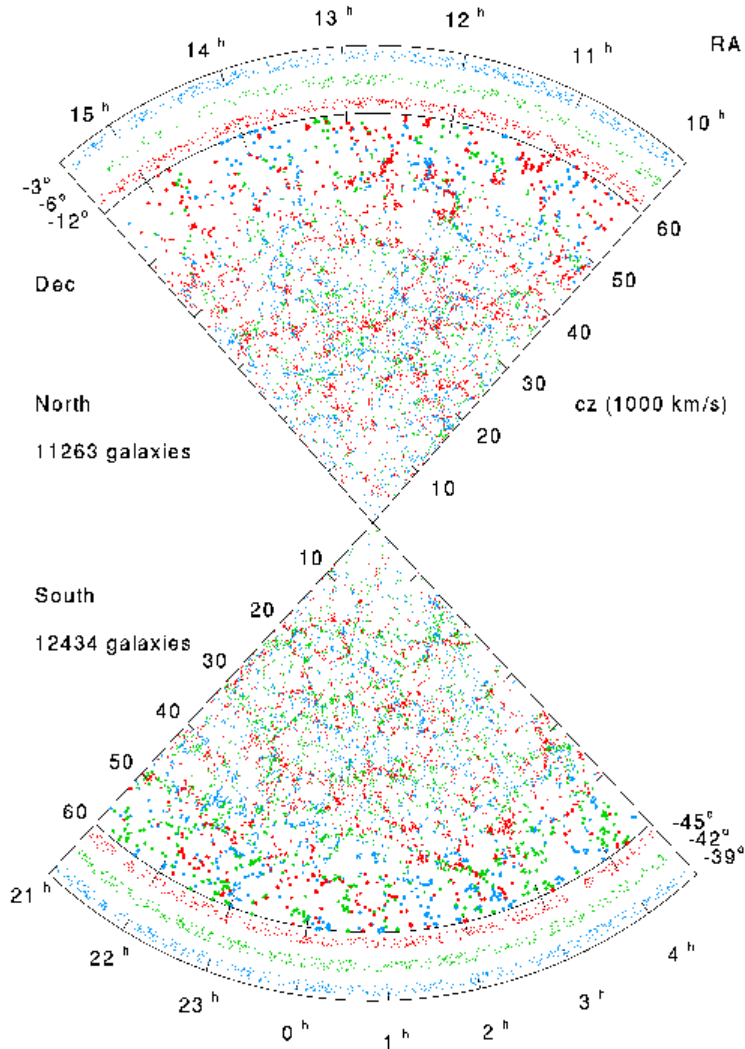 13 h
12 h
14 h
11 h
RA
15 h
10 h
-3°
-6°
-12°
60
50
Dec
40
30
North
cz (1000 km/s)
20
11263 galaxies
10
10
South
20
12434 galaxies
30
40
50
60
-45°
-42°
-39°
21 h
22 h
4 h
23 h
3 h
0 h
1 h
2 h